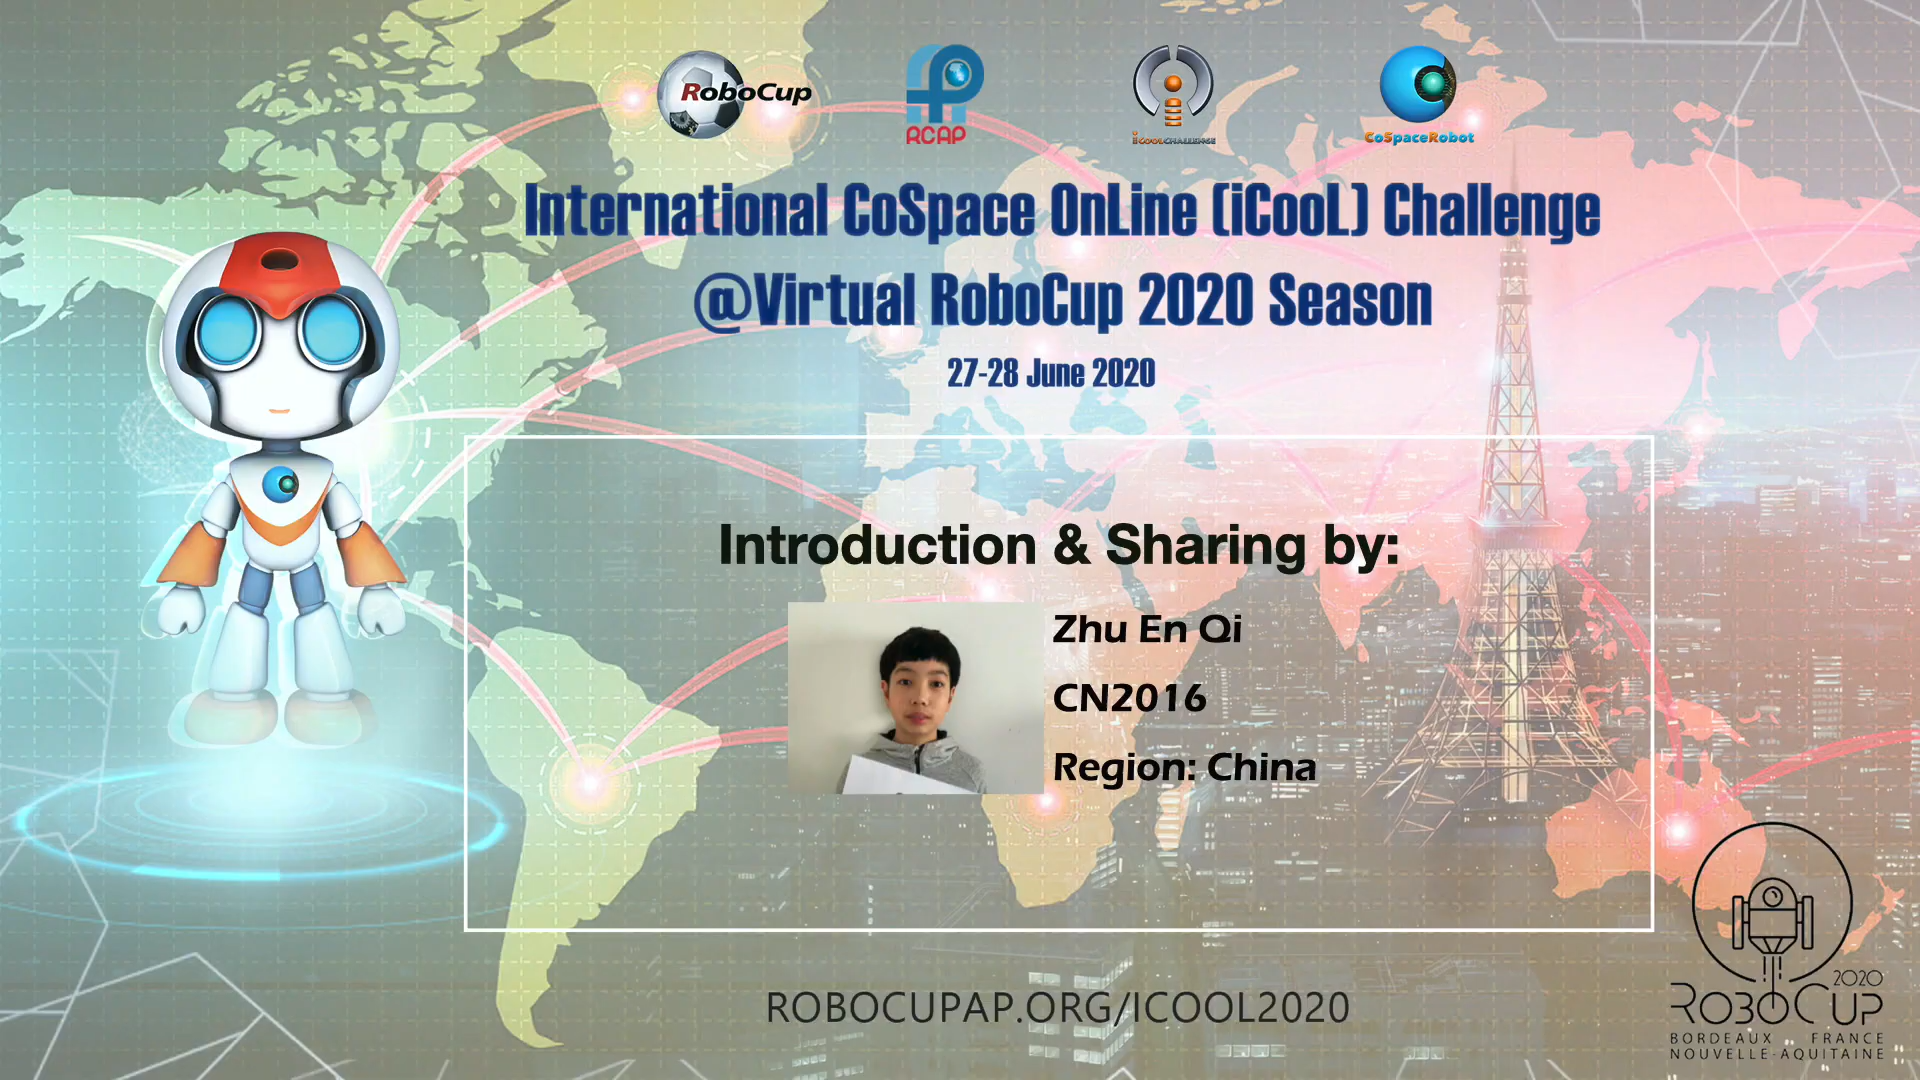 RoboCup
RCAP
iCOOLCHALLENGE
CoSpaceRobot
International CoSpace OnLine (iCooL) Challenge
@Virtual RoboCup 2020 Season
27-28 June 2020
Introduction & Sharing by:
Zhu En Qi
CN2016
Region: China
ROBOCUPAP.ORG/ICOOL2020
2020
ROBOCUP
BORDEAUX FRANCE
NOUVELLE-AQUITAINE